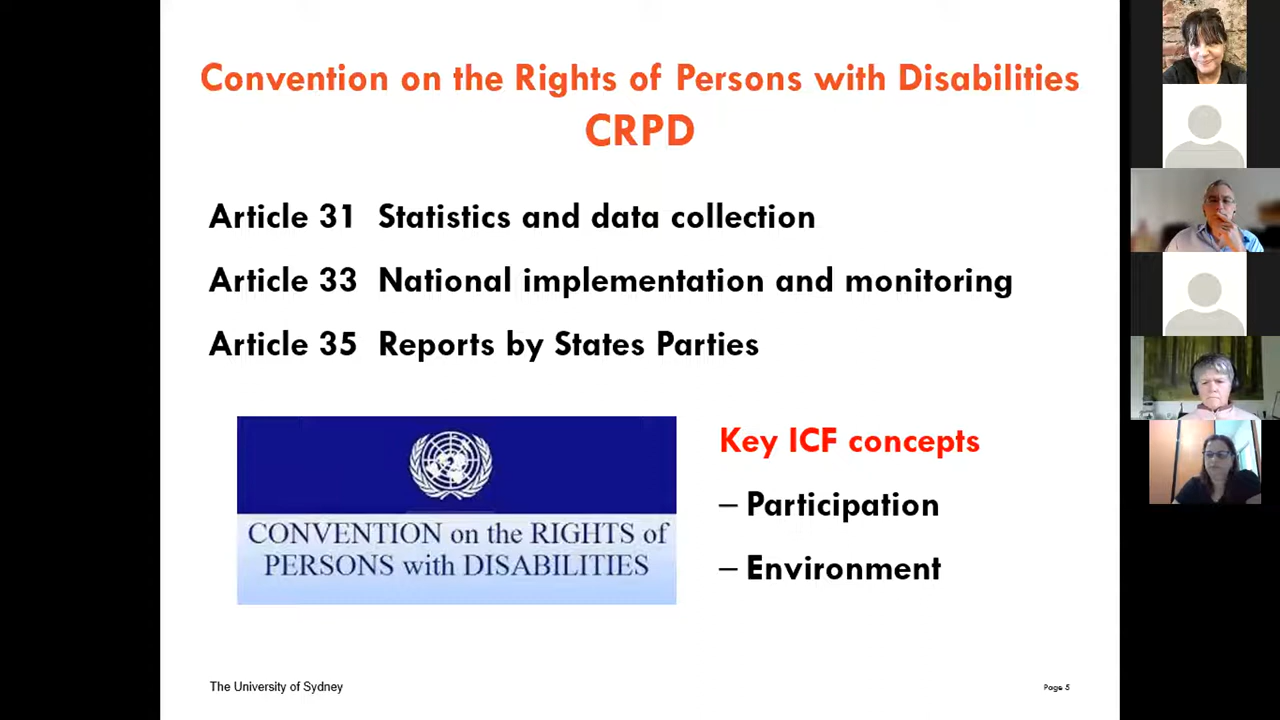 Convention on the Rights of Persons with Disabilities
CRPD
Article 31 Statistics and data collection
Article 33 National implementation and monitoring
Article 35 Reports by States Parties
CONVENTION on the RIGHTS of
PERSONS with DISABILITIES
Key ICF concepts
– Participation
– Environment
The University of Sydney
Page 5